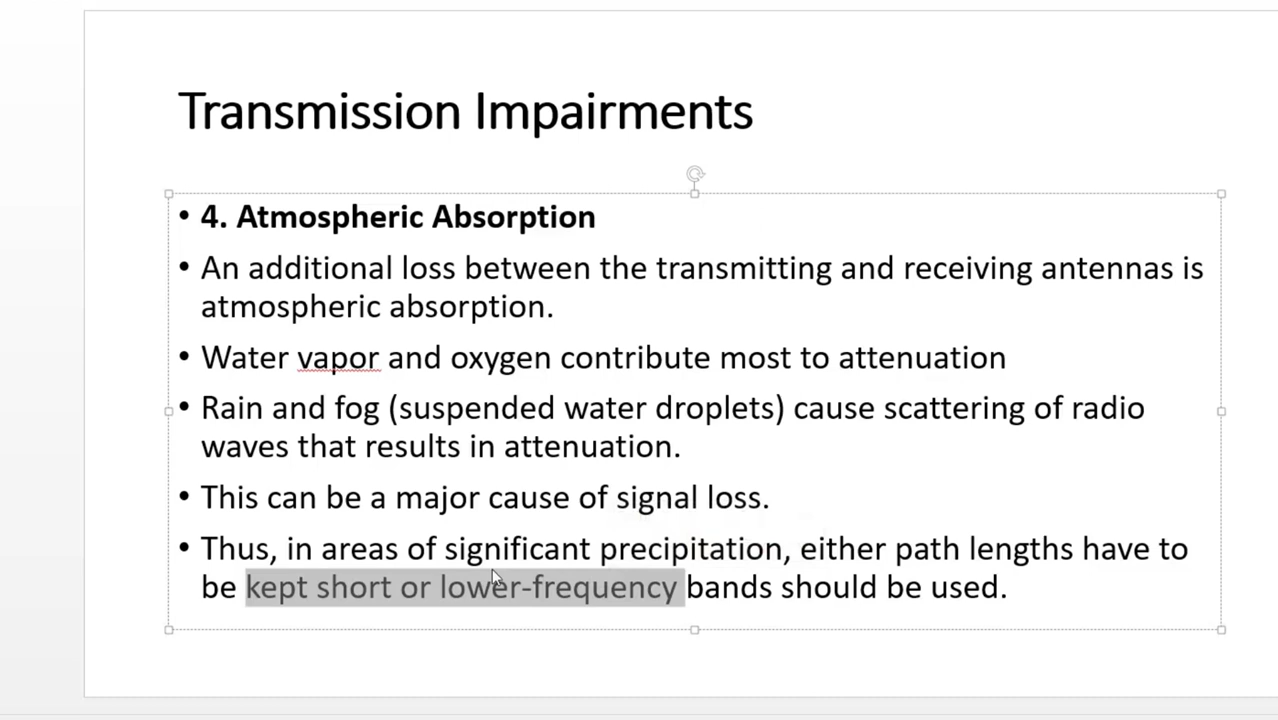 Transmission Impairments
• 4. Atmospheric Absorption
• An additional loss between the transmitting and receiving antennas is
atmospheric absorption.
• Water vapor and oxygen contribute most to attenuation
• Rain and fog (suspended water droplets) cause scattering of radio
waves that results in attenuation.
• This can be a major cause of signal loss.
• Thus, in areas of significant precipitation, either path lengths have to
be kept short or lower-frequency bands should be used.